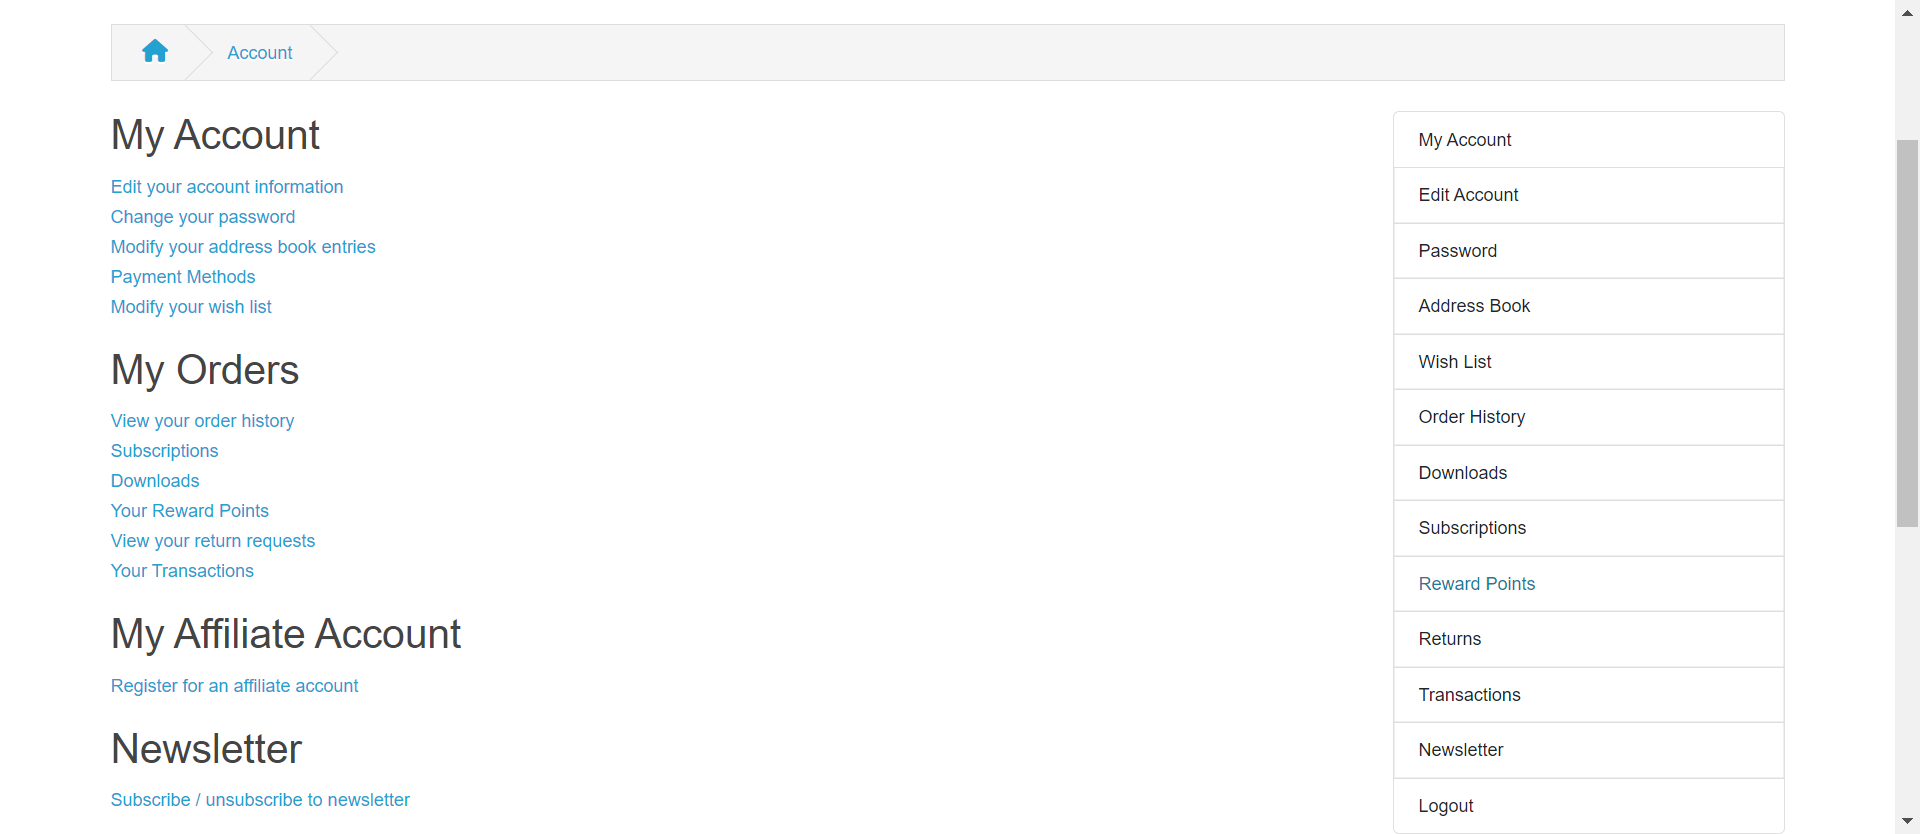 Account
My Account
Edit your account information
Change your password
Modify your address book entries
Payment Methods
Modify your wish list
My Orders
View your order history
Subscriptions
Downloads
Your Reward Points
View your return requests
Your Transactions
My Affiliate Account
Register for an affiliate account
Newsletter
Subscribe / unsubscribe to newsletter
My Account
Edit Account
Password
Address Book
Wish List
Order History
Downloads
Subscriptions
Reward Points
Returns
Transactions
Newsletter
Logout